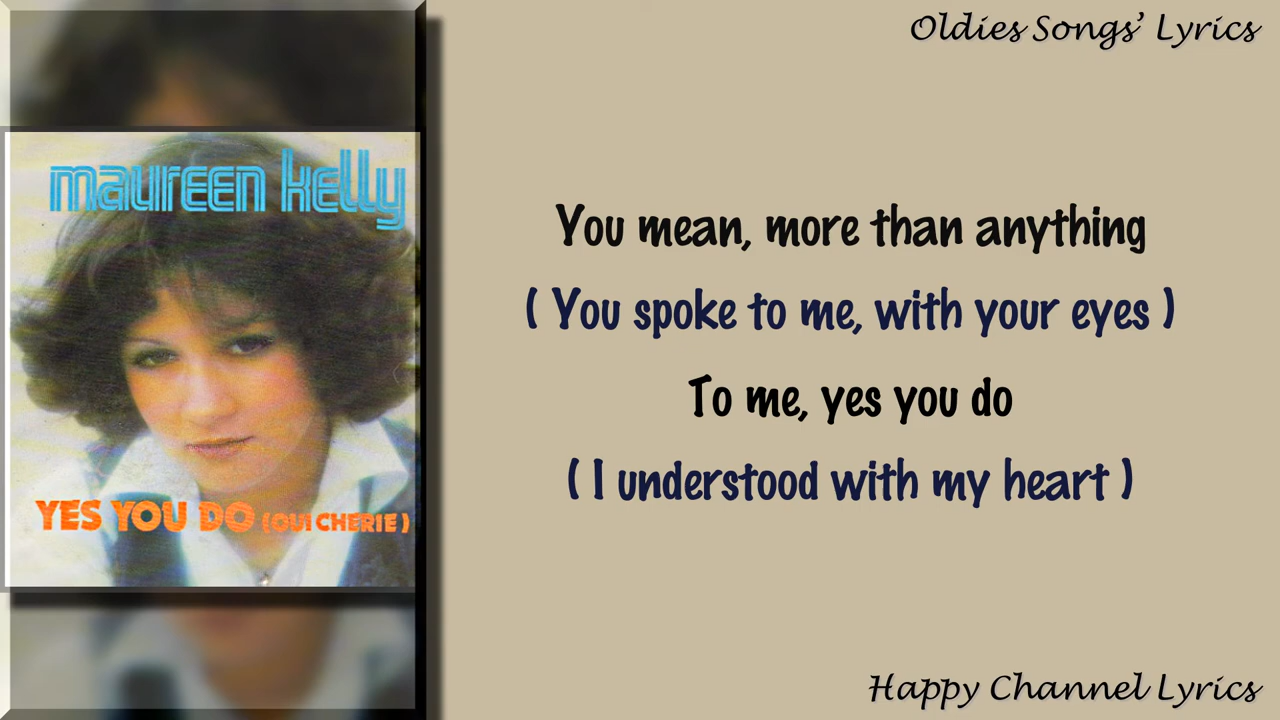 Oldies Songs’ Lyrics
maureen kelly
You mean, more than anything
( You spoke to me, with your eyes )
To me, yes you do
( I understood with my heart )
YES YOU DO (OUI CHERIE )
Happy Channel Lyrics